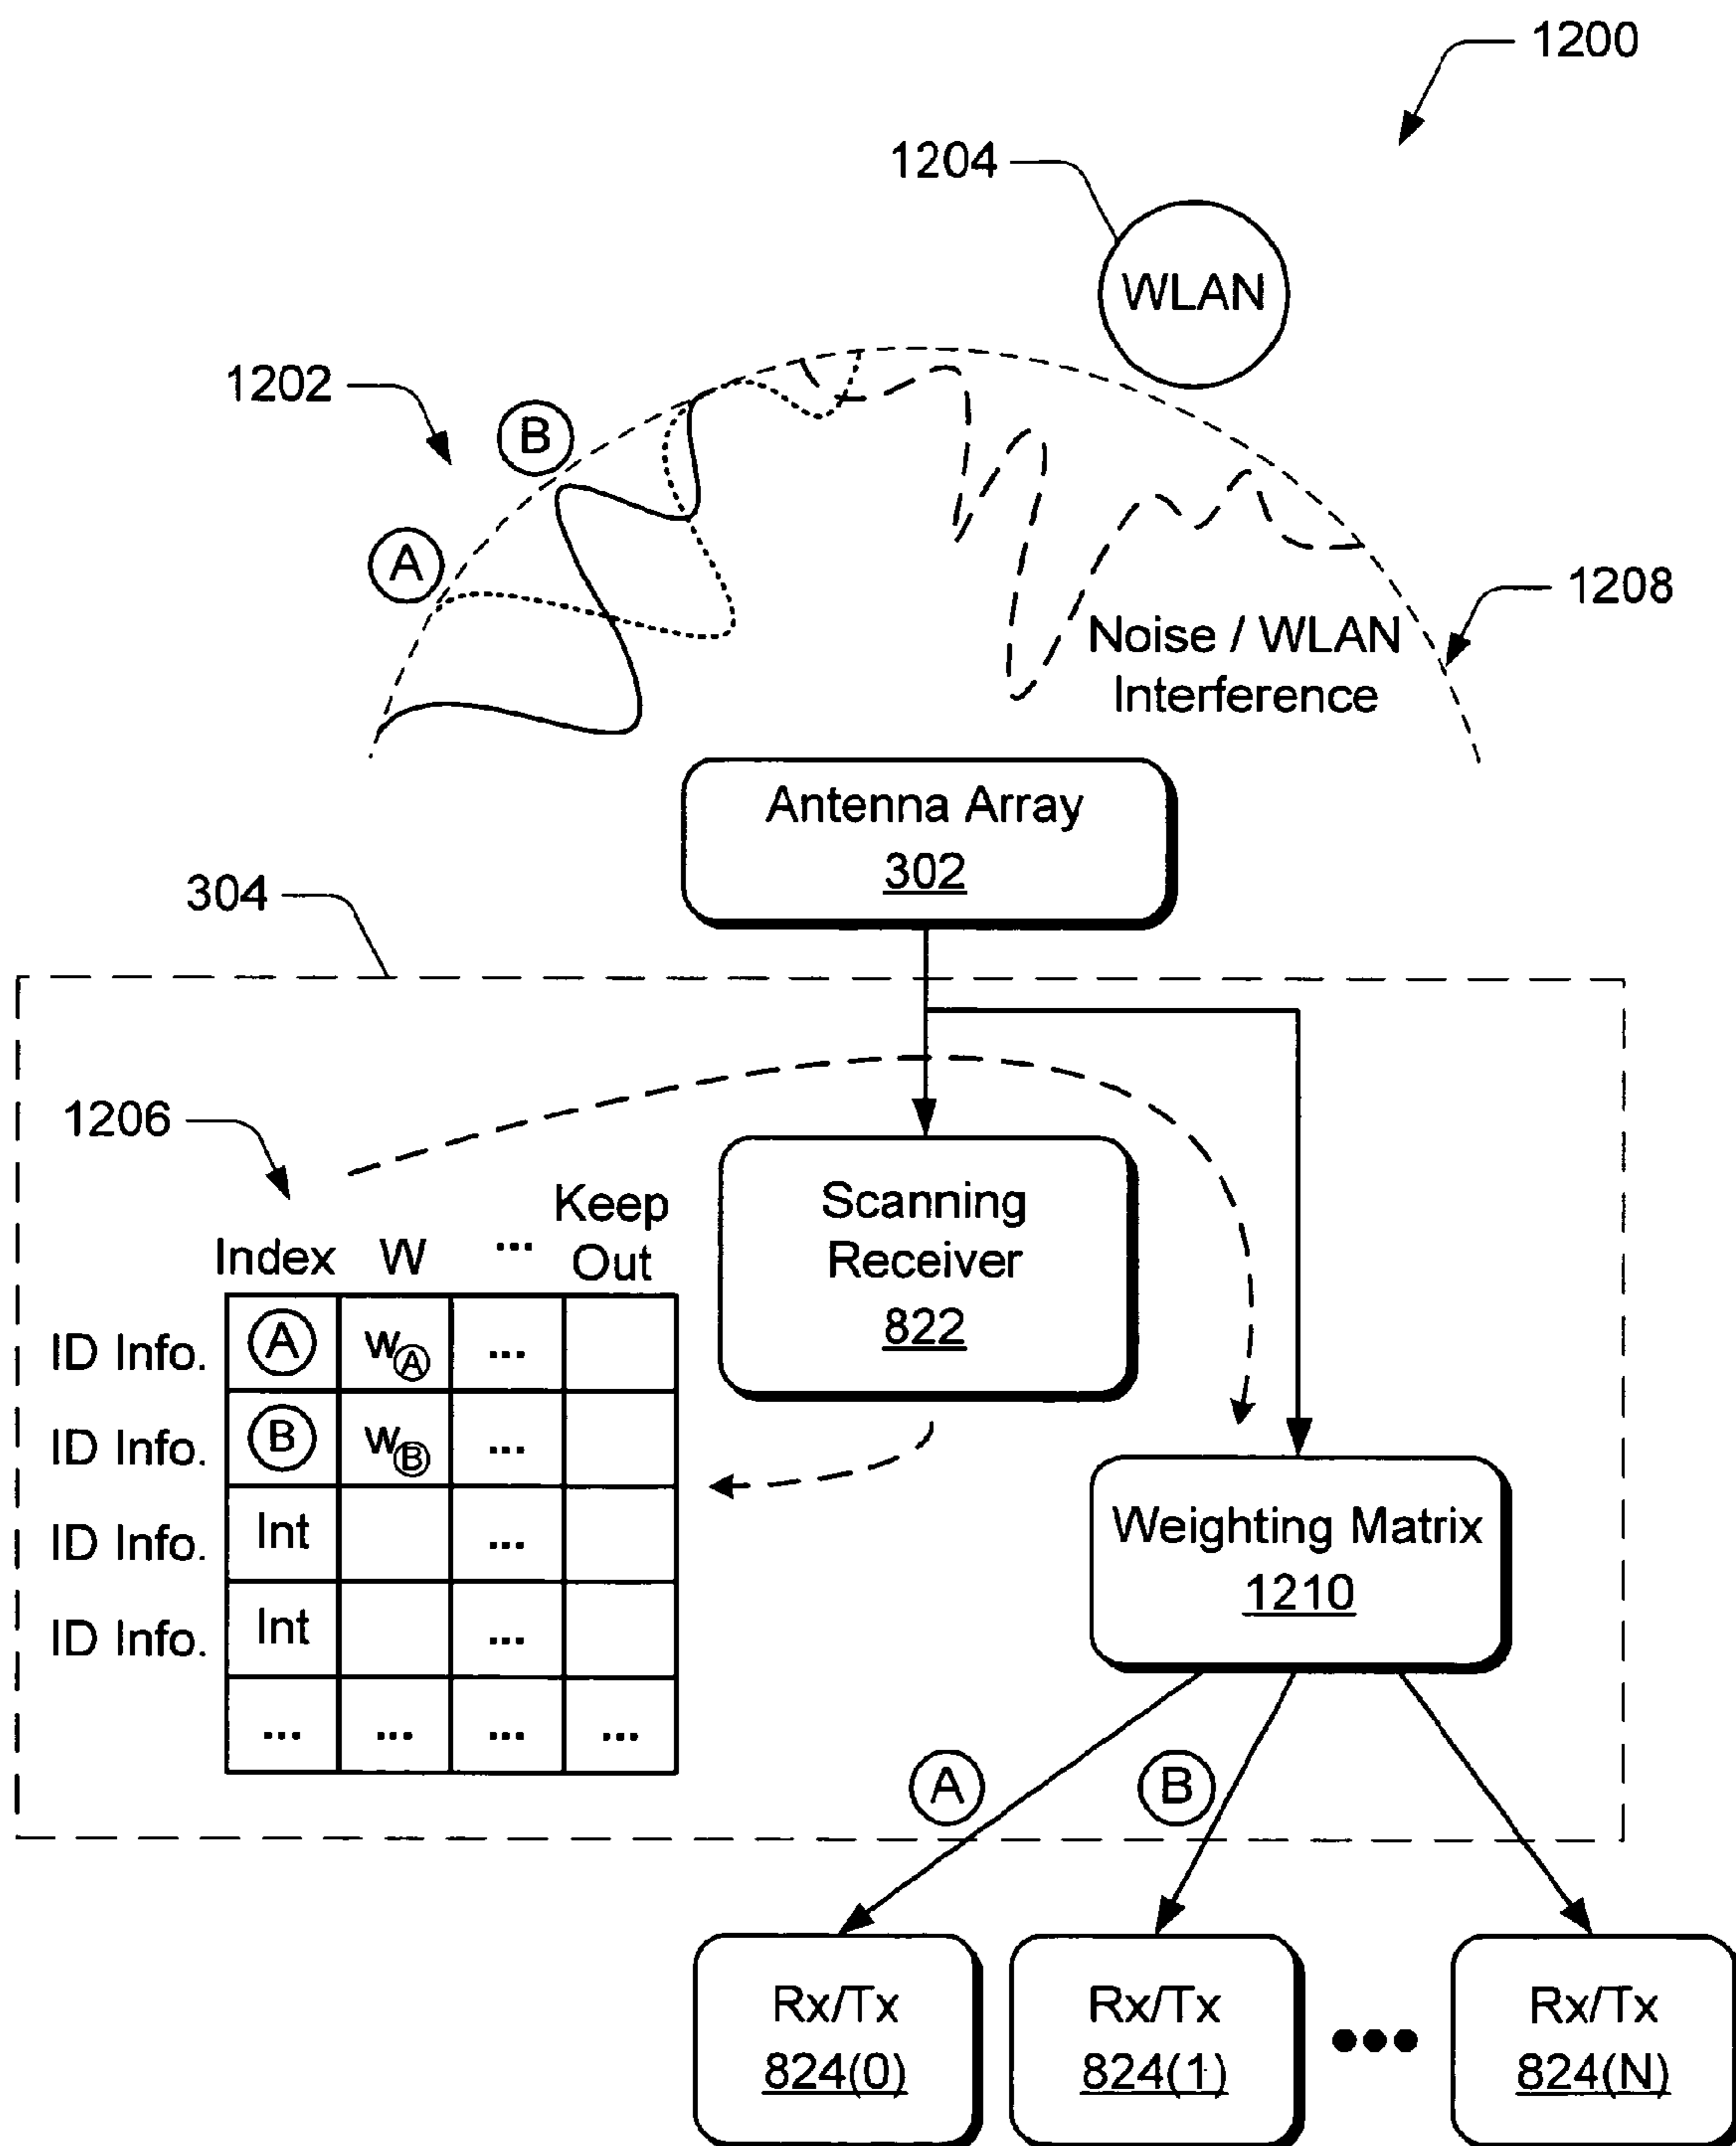 1200
1204
WLAN
1202
B
A
1208
Noise / WLAN
Interference
Antenna Array
302
304
1206
Scanning
Receiver
822
Keep
Index W ... Out
ID Info. A WA ...
ID Info. B WB ...
ID Info. Int ...
ID Info. Int ...
... ... ... ...
Weighting Matrix
1210
A B
Rx/Tx Rx/Tx Rx/Tx
824(0) 824(1) ●●● 824(N)